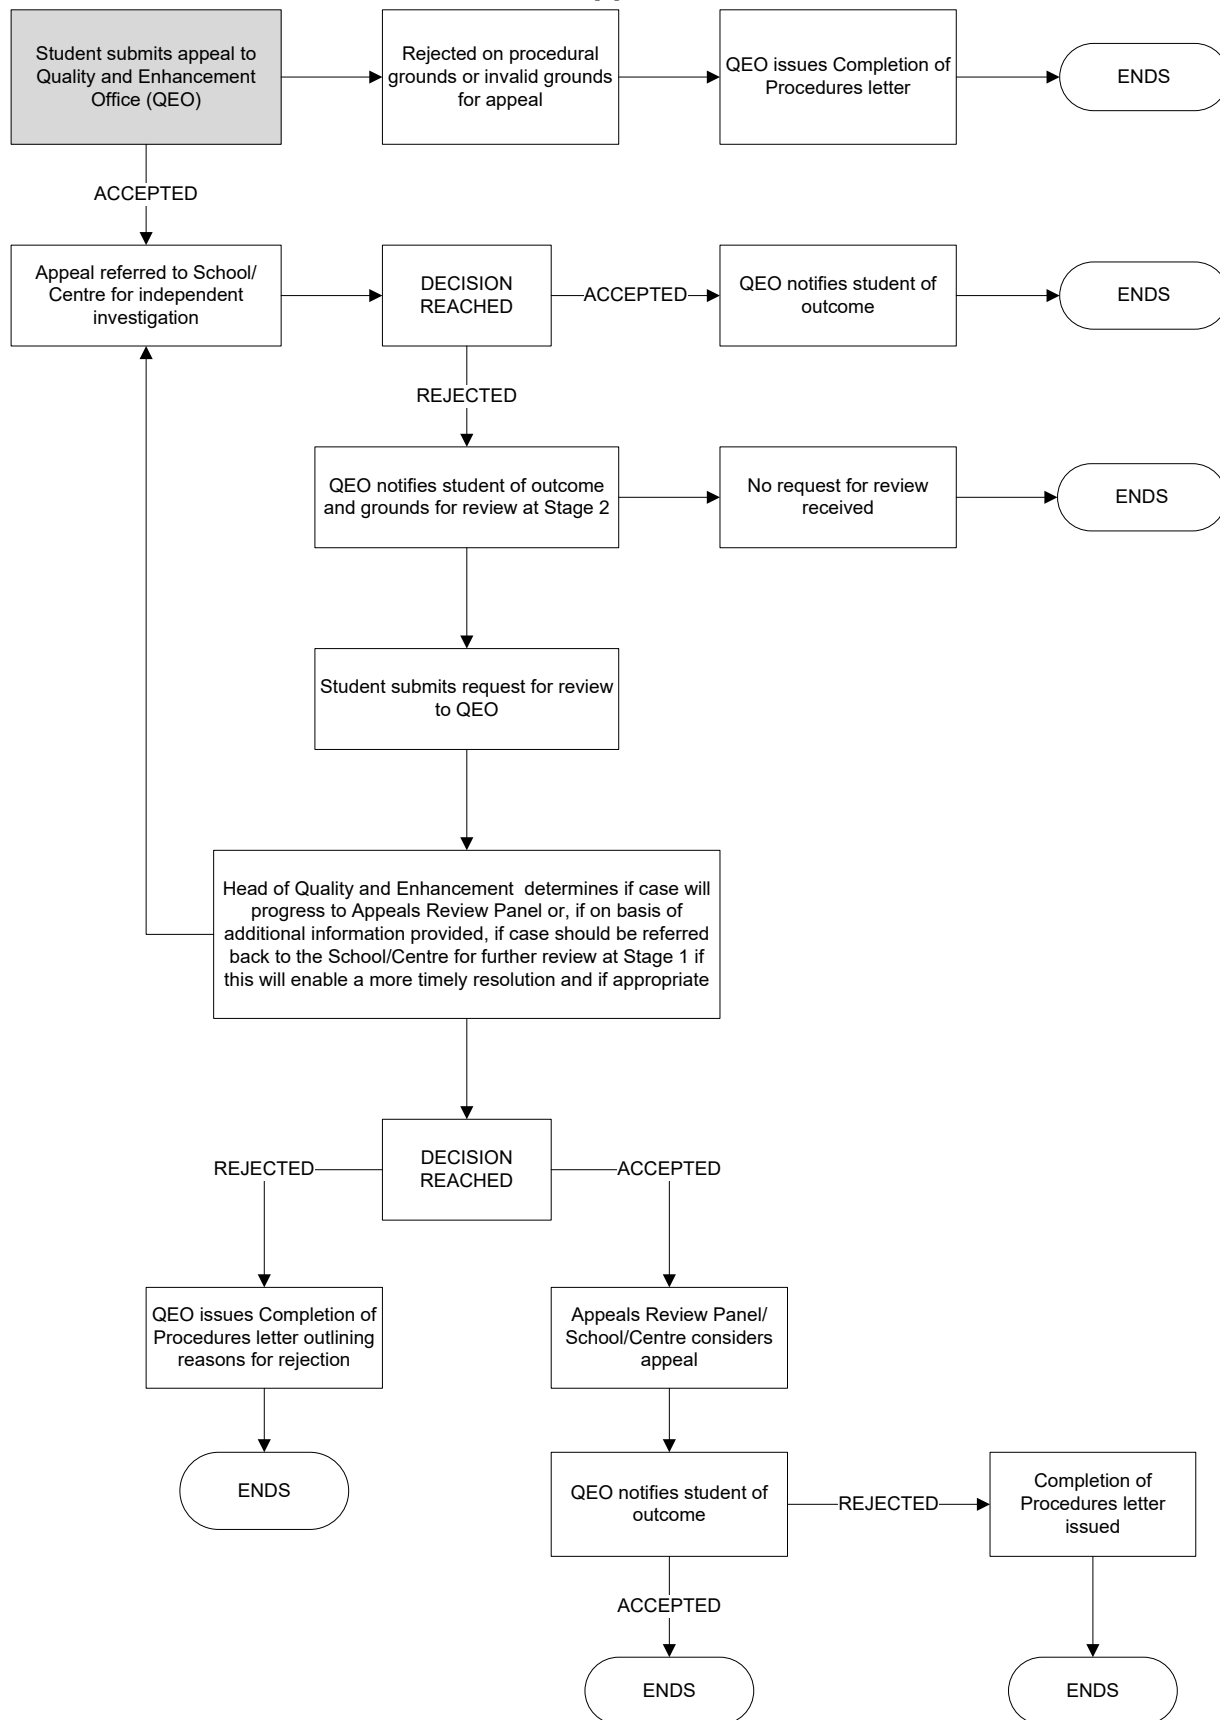 Student submits appeal to
Quality and Enhancement
Office (QEO)
Rejected on procedural
grounds or invalid grounds
for appeal
QEO issues Completion of
Procedures letter
ENDS
ACCEPTED
Appeal referred to School/
Centre for independent
investigation
DECISION
REACHED
ACCEPTED
QEO notifies student of
outcome
ENDS
REJECTED
QEO notifies student of outcome
and grounds for review at Stage 2
No request for review
received
ENDS
Student submits request for review
to QEO
Head of Quality and Enhancement  determines if case will
progress to Appeals Review Panel or, if on basis of
additional information provided, if case should be referred
back to the School/Centre for further review at Stage 1 if
this will enable a more timely resolution and if appropriate
REJECTED
DECISION
REACHED
ACCEPTED
QEO issues Completion of
Procedures letter outlining
reasons for rejection
Appeals Review Panel/
School/Centre considers
appeal
ENDS
QEO notifies student of
outcome
REJECTED
Completion of
Procedures letter
issued
ACCEPTED
ENDS
ENDS